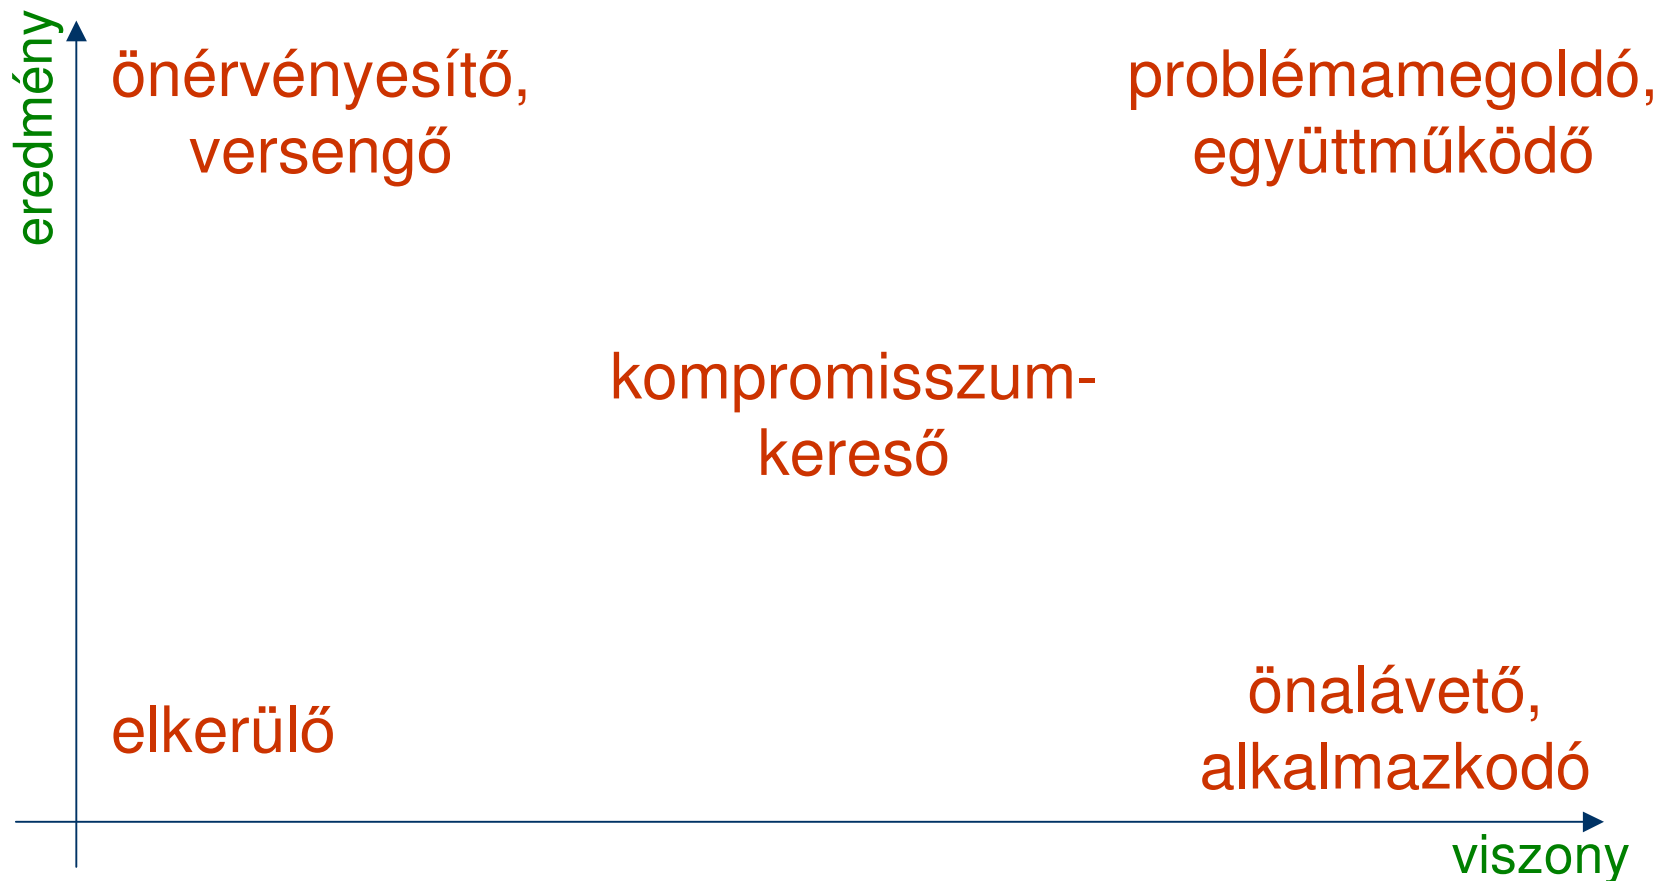 eredmény
önérvényesítő,
versengő
problémamegoldó,
együttműködő
kompromisszum-
kereső
elkerülő
önalávető,
alkalmazkodó
viszony